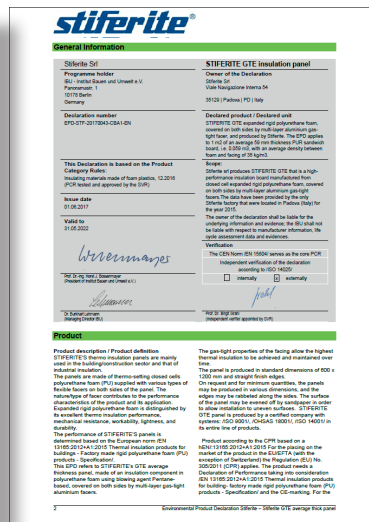 stiferite®
General Information
Stiferite Srl
Programme holder
IBU - Institut Bauen und Umwelt e.V.
Panoramastr. 1
10178 Berlin
Germany
Declaration number
EPD-STF-20170043-CBA1-EN
This Declaration is based on the Product
Category Rules:
Insulating materials made of foam plastics, 12.2016
(PCR tested and approved by the SVR)
Issue date
01.06.2017
Valid to
31.05.2022
Prof. Dr.-Ing. Horst J. Bossenmayer
(President of Institut Bauen und Umwelt e.V.)
Dr. Burkhart Lehmann
(Managing Director IBU)
STIFERITE GTE insulation panel
Owner of the Declaration
Stiferite Srl
Viale Navigazione Interna 54
35129 | Padova | PD | Italy
Declared product / Declared unit
STIFERITE GTE expanded rigid polyurethane foam,
covered on both sides by multi-layer aluminium gas-
tight facer, and produced by Stiferite. The EPD applies
to 1 m2 of an average 59 mm thickness PUR sandwich
board, i.e. 0.059 m3, with an average density between
foam and facing of 35 kg/m3.
Scope:
Stiferite srl produces STIFERITE GTE that is a high-
performance insulation board manufactured from
closed cell expanded rigid polyurethane foam, covered
on both sides by multi-layer aluminium gas-tight
facers.The data have been provided by the only
Stiferite factory that were located in Padova (Italy) for
the year 2015.
The owner of the declaration shall be liable for the
underlying information and evidence; the IBU shall not
be liable with respect to manufacturer information, life
cycle assessment data and evidences.
Verification
The CEN Norm /EN 15804/ serves as the core PCR
Independent verification of the declaration
according to /ISO 14025/
internally x externally
Prof. Dr. Birgit Grahl
(Independent verifier appointed by SVR)
Product
Product description / Product definition
STIFERITE'S thermo insulation panels are mainly
used in the building/construction sector and that of
industrial insulation.
The panels are made of thermo-setting closed cells
polyurethane foam (PU) supplied with various types of
flexible facers on both sides of the panel. The
nature/type of facer contributes to the performance
characteristics of the product and its application.
Expanded rigid polyurethane foam is distinguished by
its excellent thermo insulation performance,
mechanical resistance, workability, lightness, and
durability.
The performance of STIFERITE'S panels is
determined based on the European norm /EN
13165:2012+A1:2015 Thermal insulation products for
buildings - Factory made rigid polyurethane foam (PU)
products - Specification/.
This EPD refers to STIFERITE GTE's average
thickness panel, made of an insulation component in
polyurethane foam using blowing agent Pentane-
based, covered on both sides by multi-layer gas-tight
aluminium facers.
The gas-tight properties of the facing allow the highest
thermal insulation to be achieved and maintained over
time.
The panel is produced in standard dimensions of 600 x
1200 mm and straight finish edges.
On request and for minimum quantities, the panels
may be produced in various dimensions, and the
edges may be rabbeted along the sides. The surface
of the panel may be evened off by sandpaper in order
to allow installation to uneven surfaces. STIFERITE
GTE panel is produced by a certified company with
systems: /ISO 9001/, /OHSAS 18001/, /ISO 14001/ in
its entire line of products.
Product according to the CPR based on a
hEN/ 13165:2012+A1:2015 For the placing on the
market of the product in the EU/EFTA (with the
exception of Switzerland) the Regulation (EU) No.
305/2011 (CPR) applies. The product needs a
Declaration of Performance taking into consideration
/EN 13165:2012+A1:2015 Thermal insulation products
for building- factory made rigid polyurethane foam (PU)
products - Specification/ and the CE-marking. For the
2 Environmental Product Declaration Stiferite – Stiferite GTE average thick panel